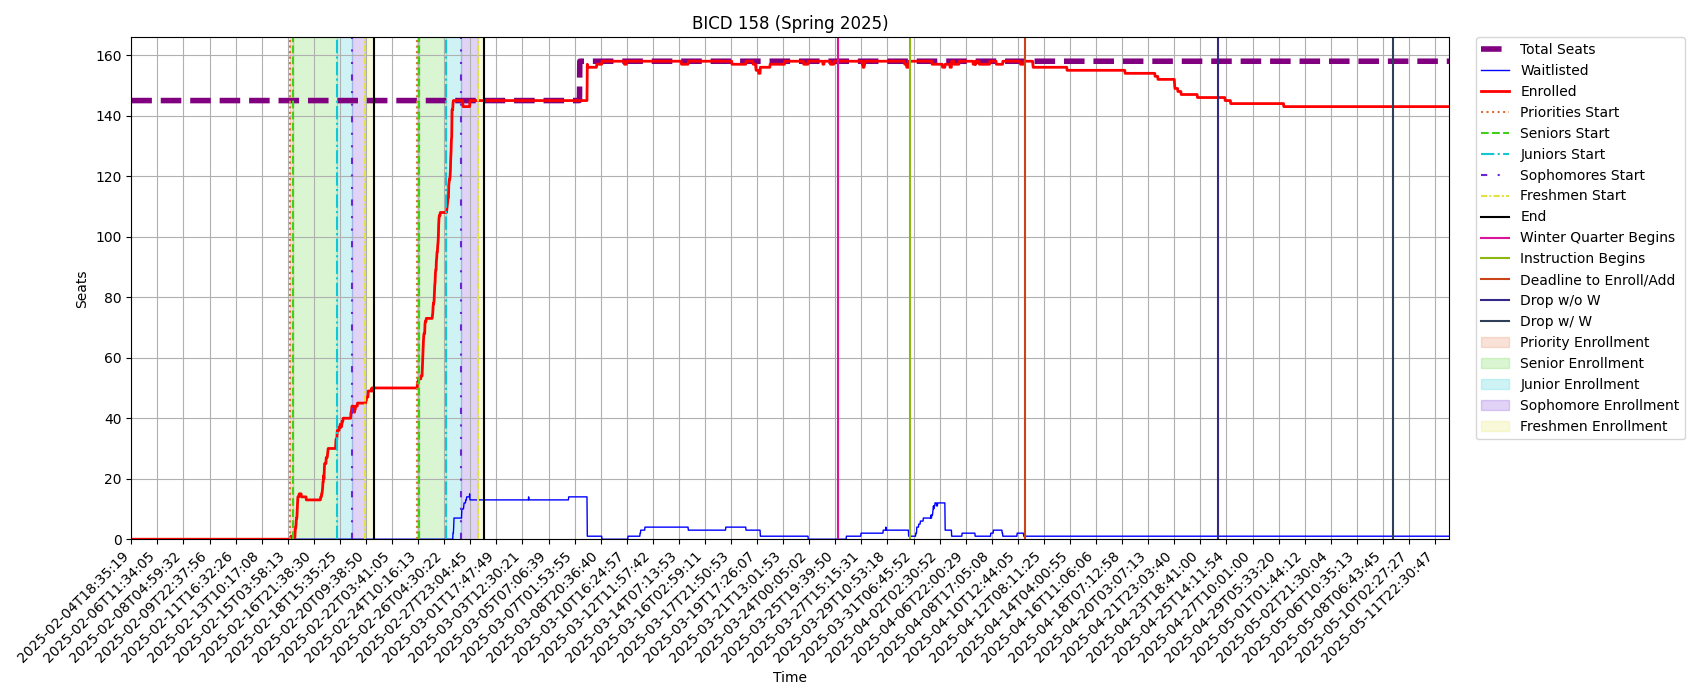 BICD 158 (Spring 2025)
Seats
160
140
120
100
80
60
40
20
0
2025-02-04T18:35:19
2025-02-06T11:34:05
2025-02-08T04:59:32
2025-02-09T22:37:56
2025-02-11T16:32:26
2025-02-13T10:17:08
2025-02-15T03:58:13
2025-02-16T21:38:30
2025-02-18T15:35:25
2025-02-20T09:38:50
2025-02-22T03:41:05
2025-02-24T10:16:13
2025-02-26T04:30:22
2025-02-27T23:04:45
2025-03-01T17:47:49
2025-03-03T12:30:21
2025-03-05T07:06:39
2025-03-07T01:53:55
2025-03-08T20:36:40
2025-03-10T16:24:57
2025-03-12T11:57:42
2025-03-14T07:13:53
2025-03-16T02:59:11
2025-03-17T21:50:53
2025-03-19T17:26:07
2025-03-21T13:01:53
2025-03-24T00:05:02
2025-03-25T19:39:50
2025-03-27T15:15:31
2025-03-29T10:53:18
2025-03-31T06:45:52
2025-04-02T02:30:52
2025-04-06T22:00:29
2025-04-08T17:05:08
2025-04-10T12:44:05
2025-04-12T08:11:25
2025-04-14T04:00:55
2025-04-16T11:06:06
2025-04-18T07:12:58
2025-04-20T03:07:13
2025-04-21T23:03:40
2025-04-23T18:41:00
2025-04-25T14:11:54
2025-04-27T10:01:00
2025-04-29T05:33:20
2025-05-01T01:44:12
2025-05-02T21:30:04
2025-05-06T10:35:13
2025-05-08T06:43:45
2025-05-10T02:27:27
2025-05-11T22:30:47
Time
Total Seats
Waitlisted
Enrolled
Priorities Start
Seniors Start
Juniors Start
Sophomores Start
Freshmen Start
End
Winter Quarter Begins
Instruction Begins
Deadline to Enroll/Add
Drop w/o W
Drop w/ W
Priority Enrollment
Senior Enrollment
Junior Enrollment
Sophomore Enrollment
Freshmen Enrollment